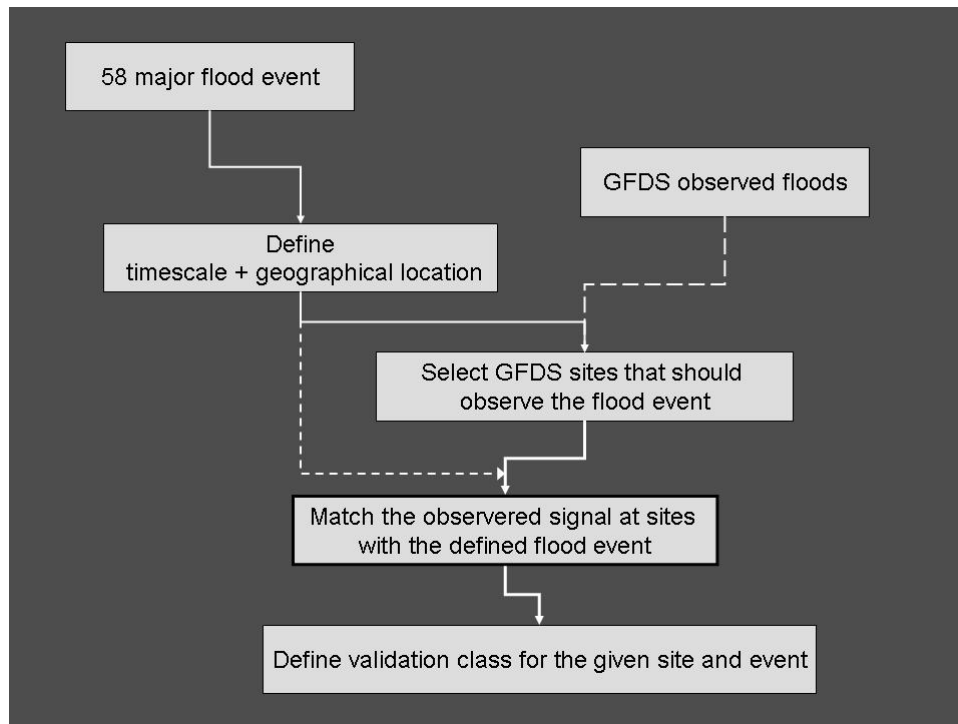 58 major flood event
GFDS observed floods
Define
timescale + geographical location
Select GFDS sites that should
observe the flood event
Match the observered signal at sites
with the defined flood event
Define validation class for the given site and event